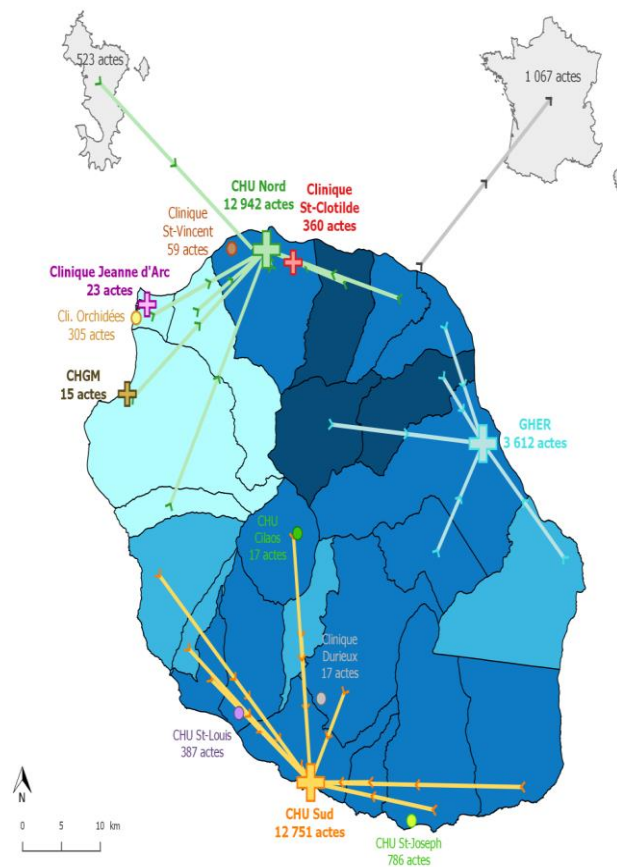 523 actes
1 067 actes
CHU Nord
12 942 actes
Clinique
St-Clotilde
360 actes
Clinique
St-Vincent
59 actes
Clinique Jeanne d'Arc
23 actes
Cli. Orchidées
305 actes
CHGM
15 actes
GHER
3 612 actes
CHU
Cilaos
17 actes
Clinique
Durieux
17 actes
CHU St-Louis
387 actes
CHU Sud
12 751 actes
CHU St-Joseph
786 actes
N
0 5 10 km